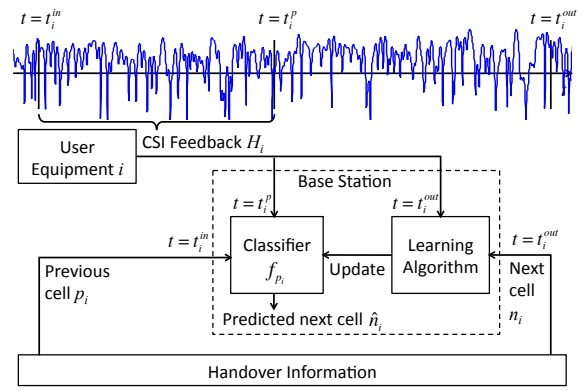 t = t_i^{in}
t = t_i^p
t = t_i^{out}
t
CSI Feedback H_i
User
Equipment i
Base Station
t = t_i^p
t = t_i^{out}
t = t_i^{in}
Classifier
f_{p_i}
Update
Learning
Algorithm
t = t_i^{out}
Previous
cell p_i
Next
cell
n_i
Predicted next cell n̂_i
Handover Information